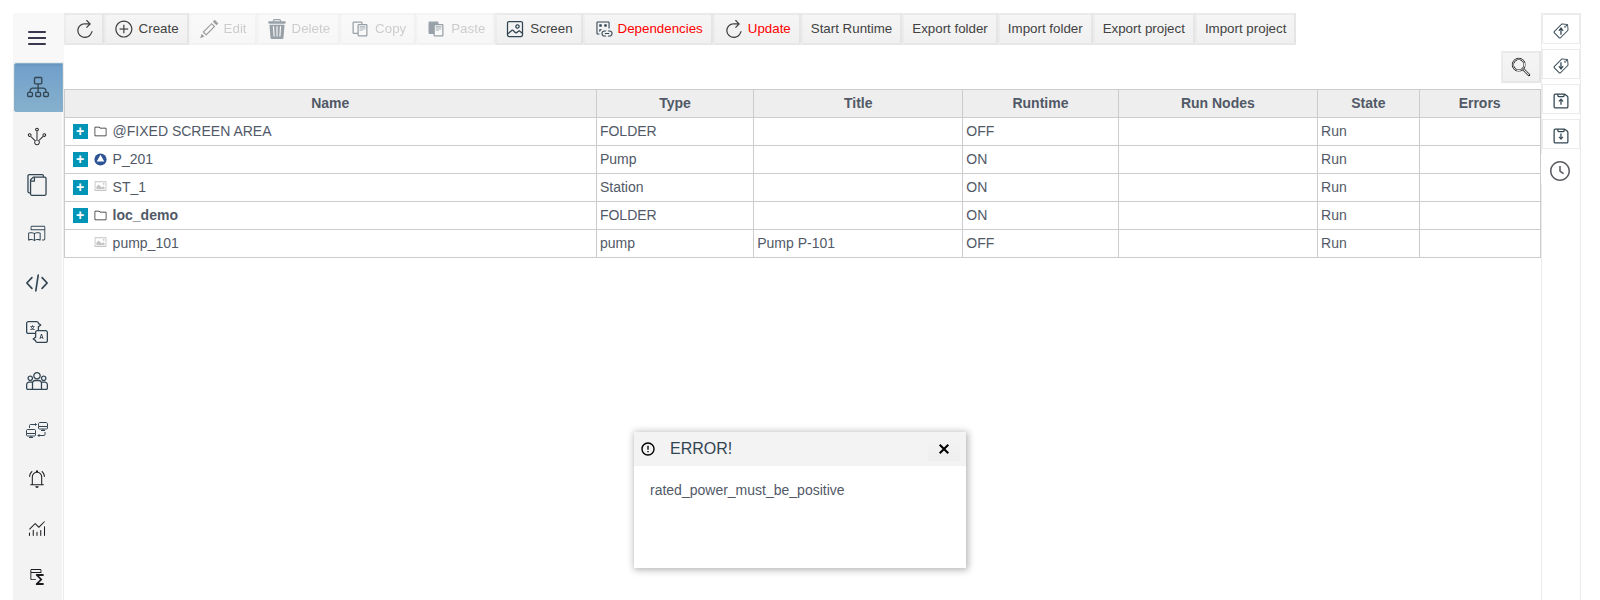 Create Edit Delete Copy Paste Screen Dependencies Update Start Runtime Export folder Import folder Export project Import project
Name Type Title Runtime Run Nodes State Errors
@FIXED SCREEN AREA FOLDER OFF Run
P_201 Pump ON Run
ST_1 Station ON Run
loc_demo FOLDER ON Run
pump_101 pump Pump P-101 OFF Run
ERROR!
rated_power_must_be_positive